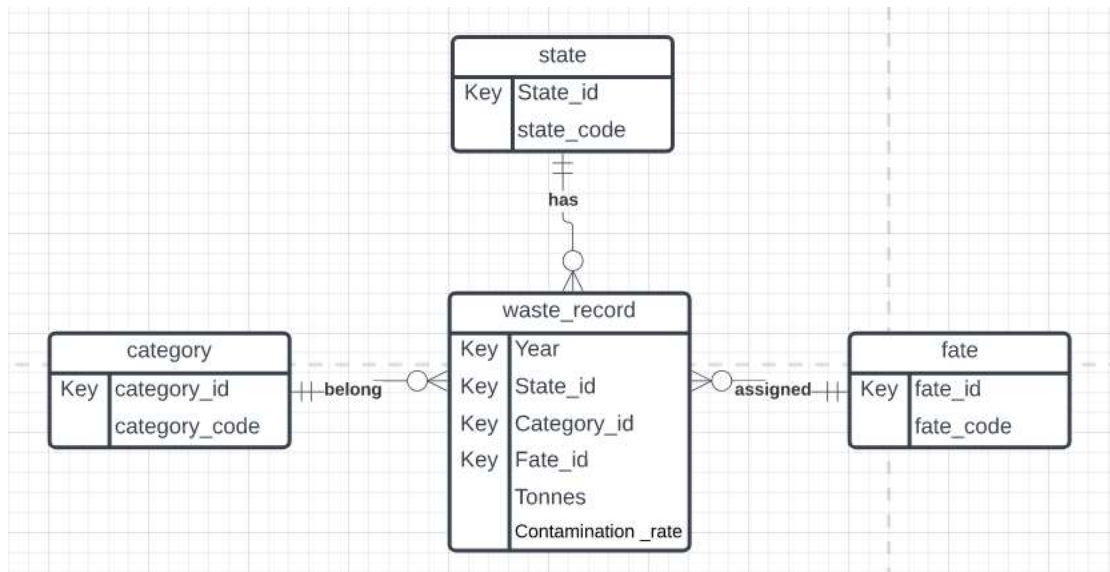 state
Key State_id
state_code
has
waste_record
Key Year
Key State_id
Key Category_id
Key Fate_id
Tonnes
Contamination _rate
category
Key category_id
category_code
belong
assigned
fate
Key fate_id
fate_code